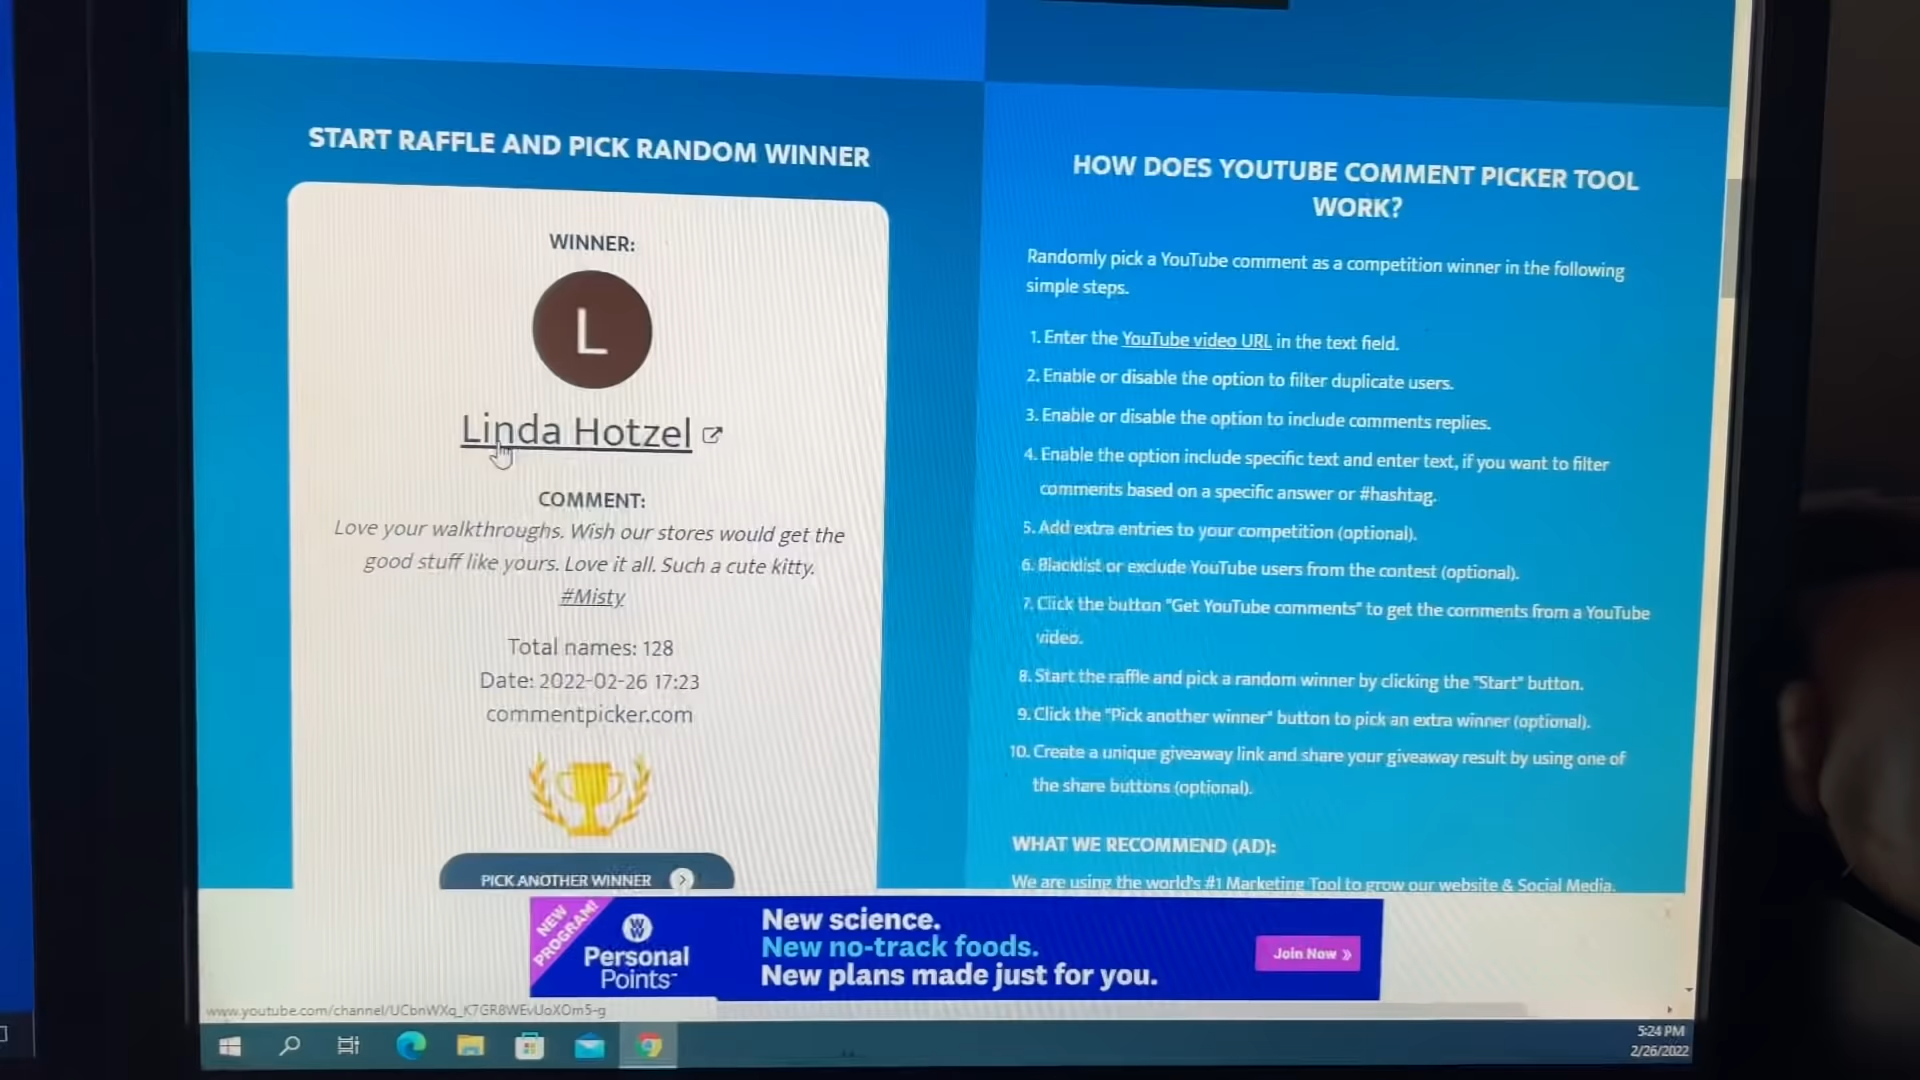 START RAFFLE AND PICK RANDOM WINNER
WINNER:
L
Linda Hotzel
COMMENT:
Love your walkthroughs. Wish our stores would get the
good stuff like yours. Love it all. Such a cute kitty.
#Misty
Total names: 128
Date: 2022-02-26 17:23
commentpicker.com
PICK ANOTHER WINNER
HOW DOES YOUTUBE COMMENT PICKER TOOL
WORK?
Randomly pick a YouTube comment as a competition winner in the following
simple steps.
1. Enter the YouTube video URL in the text field.
2. Enable or disable the option to filter duplicate users.
3. Enable or disable the option to include comments replies.
4. Enable the option include specific text and enter text, if you want to filter
comments based on a specific answer or #hashtag.
5. Add extra entries to your competition (optional).
6. Blacklist or exclude YouTube users from the contest (optional).
7. Click the button "Get YouTube comments" to get the comments from a YouTube
video.
8. Start the raffle and pick a random winner by clicking the "Start" button.
9. Click the "Pick another winner" button to pick an extra winner (optional).
10. Create a unique giveaway link and share your giveaway result by using one of
the share buttons (optional).
WHAT WE RECOMMEND (AD):
We are using the world's #1 Marketing Tool to grow our website & Social Media.
NEW
PROGRAM!
WW
Personal
Points™
New science.
New no-track foods.
New plans made just for you.
Join Now »
www.youtube.com/channel/UCbnWXq_K7GR8WEvUoXOm5-g
5:24 PM
2/26/2022